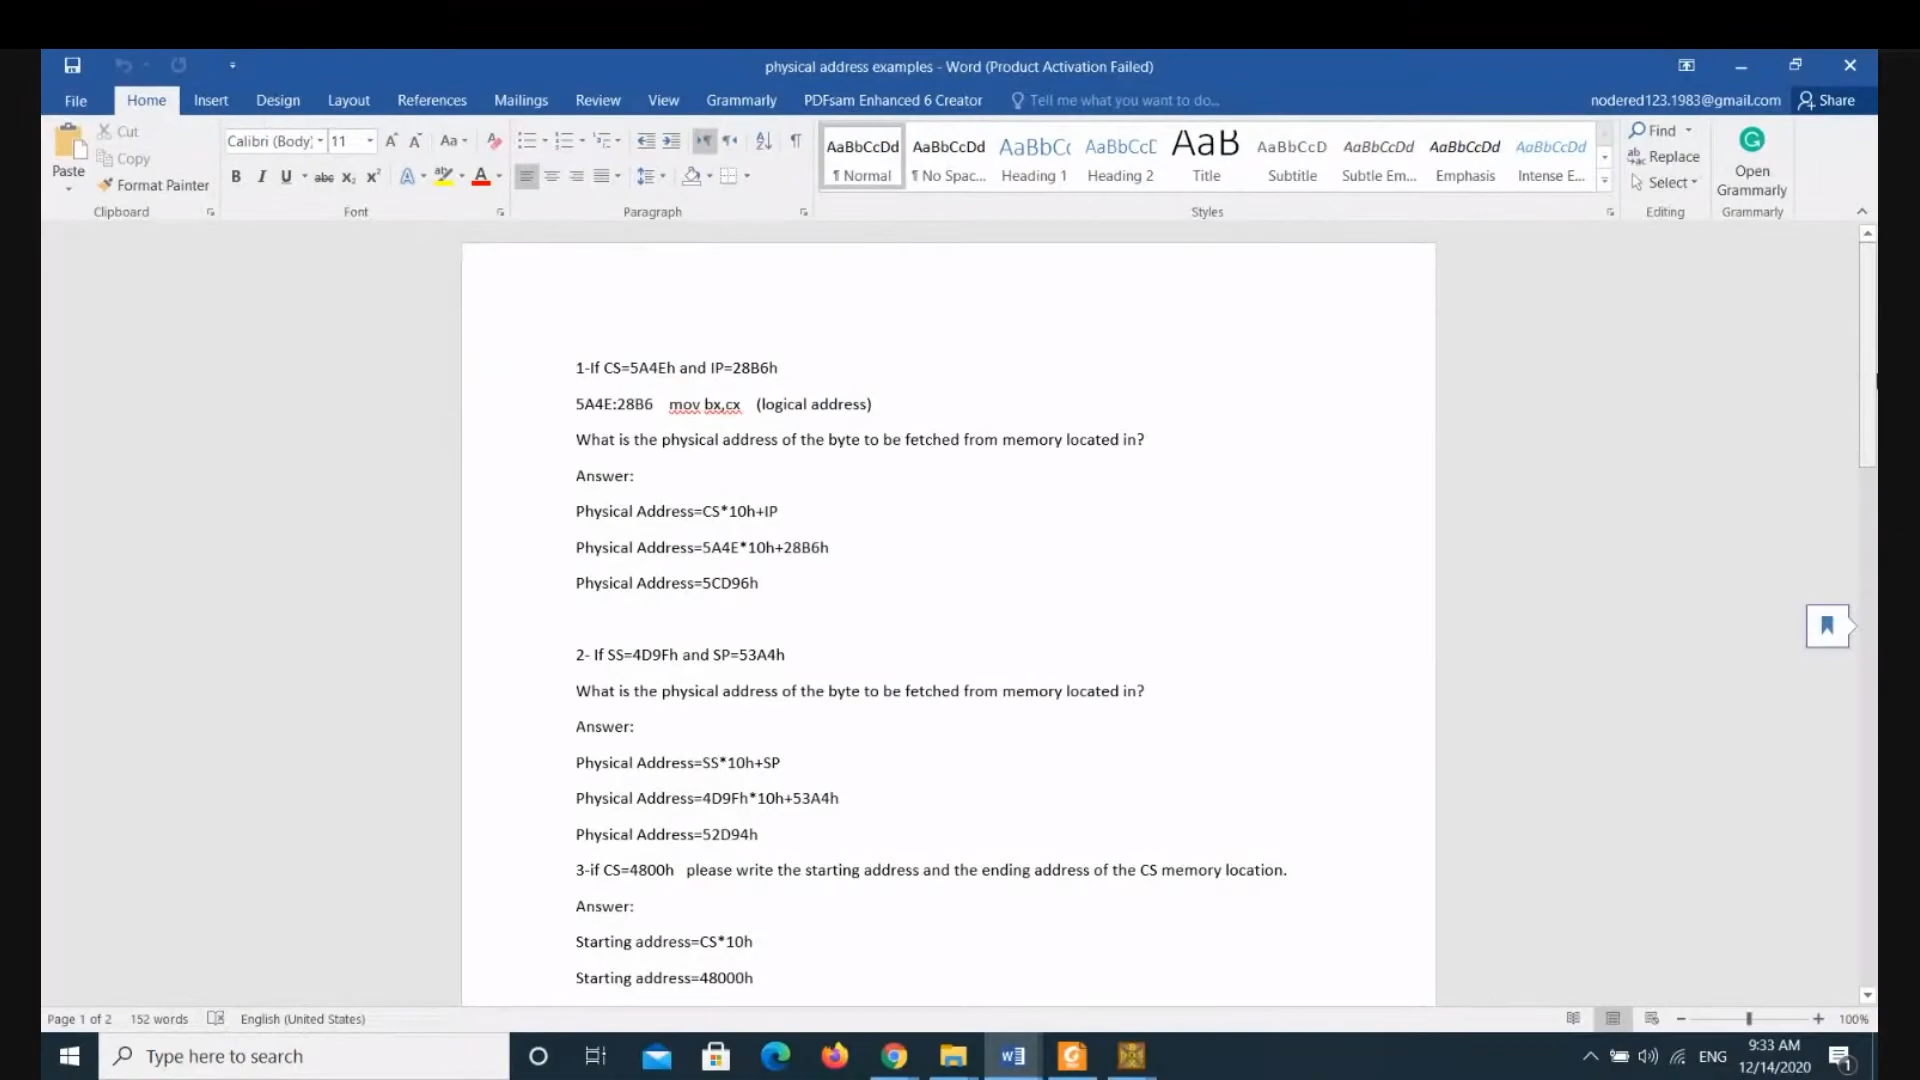 physical address examples - Word (Product Activation Failed)
File Home Insert Design Layout References Mailings Review View Grammarly PDFsam Enhanced 6 Creator Tell me what you want to do... nodered123.1983@gmail.com Share
Paste
Cut
Copy
Format Painter
Clipboard
Calibri (Body) 11
Font
Paragraph
AaBbCcDd AaBbCcDd AaBbCc AaBbCcD AaB AaBbCcD AaBbCcDd AaBbCcDd AaBbCcDd
¶ Normal ¶ No Spac... Heading 1 Heading 2 Title Subtitle Subtle Em... Emphasis Intense E...
Styles
Find
Replace
Select
Editing
Open Grammarly
Grammarly
1-If CS=5A4Eh and IP=28B6h
5A4E:28B6 mov bx,cx (logical address)
What is the physical address of the byte to be fetched from memory located in?
Answer:
Physical Address=CS*10h+IP
Physical Address=5A4E*10h+28B6h
Physical Address=5CD96h
2- If SS=4D9Fh and SP=53A4h
What is the physical address of the byte to be fetched from memory located in?
Answer:
Physical Address=SS*10h+SP
Physical Address=4D9Fh*10h+53A4h
Physical Address=52D94h
3-if CS=4800h please write the starting address and the ending address of the CS memory location.
Answer:
Starting address=CS*10h
Starting address=48000h
Page 1 of 2 152 words English (United States) 100%
Type here to search
ENG
9:33 AM
12/14/2020
1